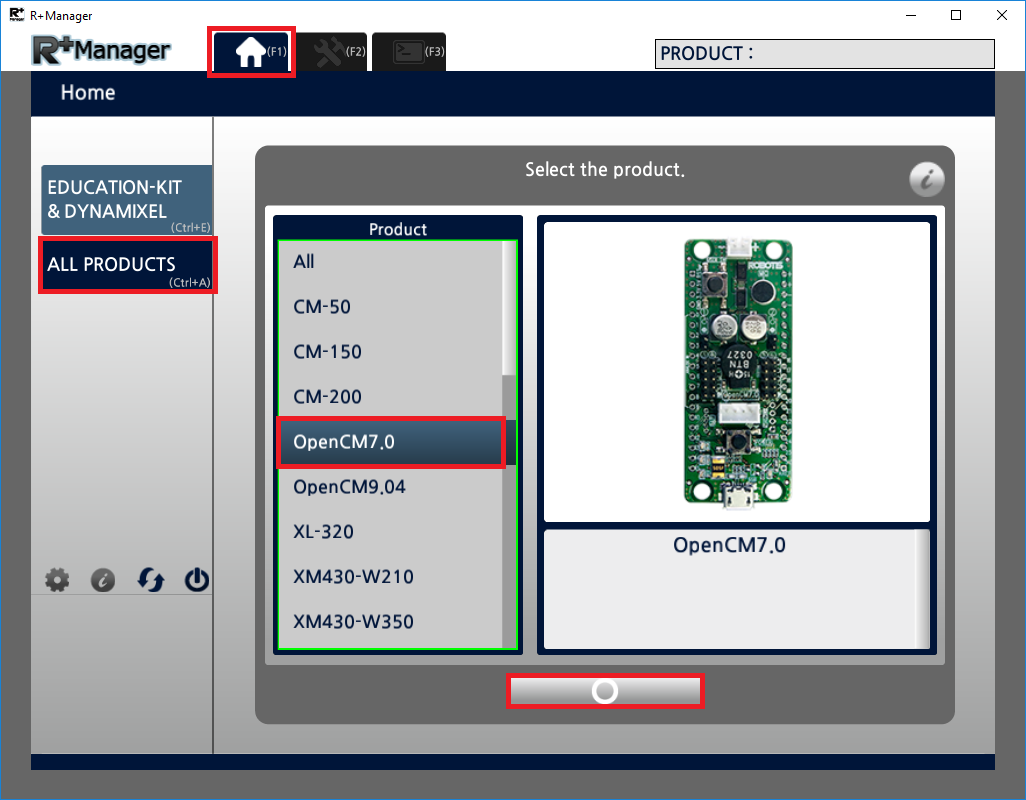 R+Manager
R+Manager
(F1)
(F2)
(F3)
PRODUCT :
Home
EDUCATION-KIT
& DYNAMIXEL
(Ctrl+E)
ALL PRODUCTS
(Ctrl+A)
Select the product.
Product
All
CM-50
CM-150
CM-200
OpenCM7.0
OpenCM9.04
XL-320
XM430-W210
XM430-W350
ROBOTIS
BTN
0327
OpenCM7.0
OpenCM7.0